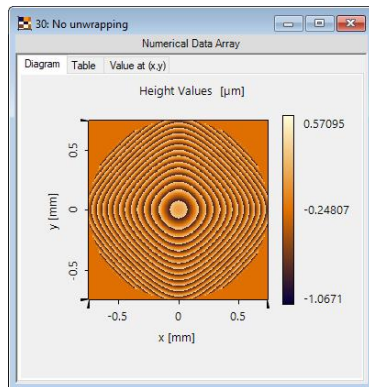 30: No unwrapping
Numerical Data Array
Diagram Table Value at (x,y)
Height Values [µm]
0.57095
-0.24807
-1.0671
0.5
0
-0.5
y [mm]
-0.5 0 0.5
x [mm]